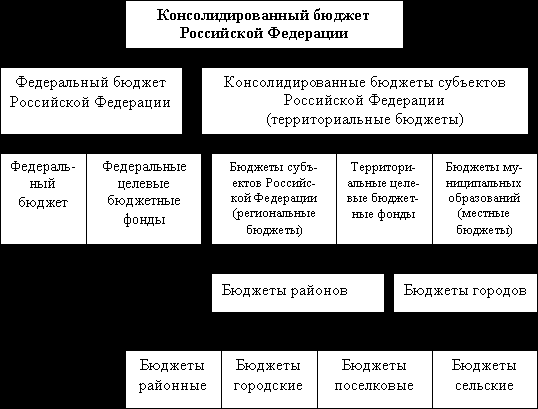 Консолидированный бюджет
Российской Федерации
Федеральный бюджет
Российской Федерации
Консолидированные бюджеты субъектов
Российской Федерации
(территориальные бюджеты)
Федераль-
ный
бюджет
Федеральные
целевые
бюджетные
фонды
Бюджеты субъ-
ектов Российс-
кой Федерации
(региональные
бюджеты)
Территори-
альные целе-
вые бюджет-
ные фонды
Бюджеты му-
ниципальных
образований
(местные
бюджеты)
Бюджеты районов
Бюджеты городов
Бюджеты
районные
Бюджеты
городские
Бюджеты
поселковые
Бюджеты
сельские